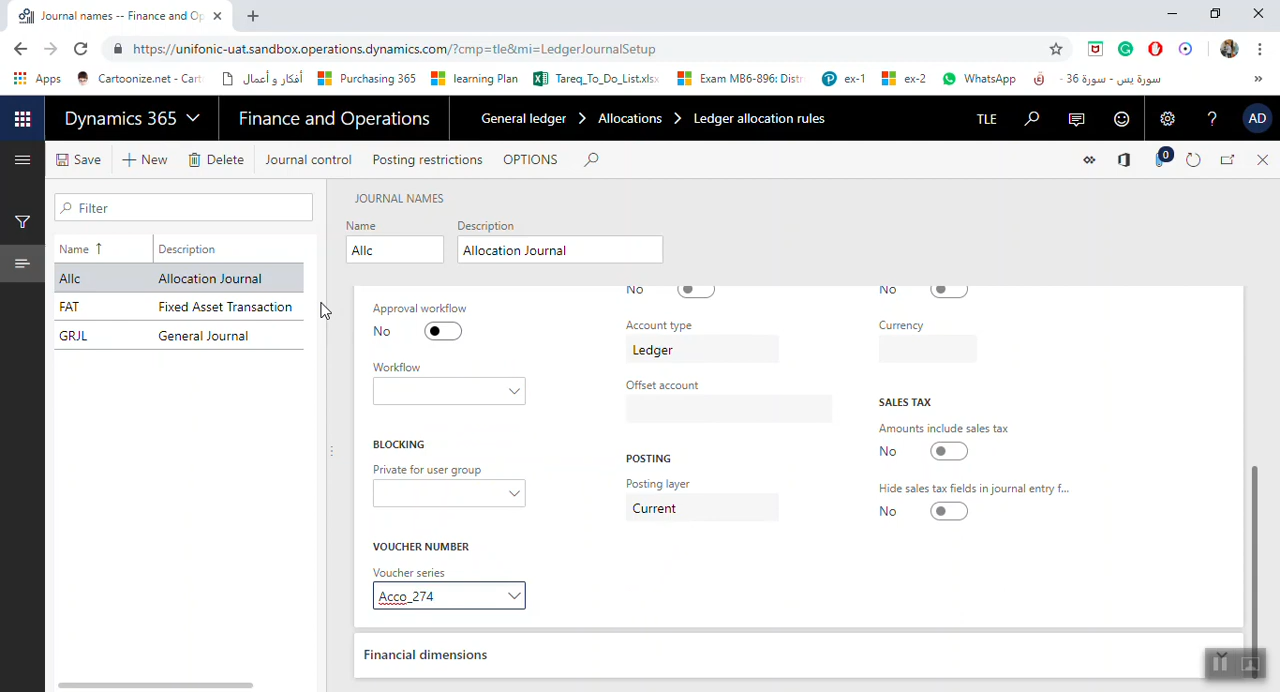 Journal names -- Finance and Op
https://unifonic-uat.sandbox.operations.dynamics.com/?cmp=tle&mi=LedgerJournalSetup
Apps Cartoonize.net - Cart أفكار و أعمال Purchasing 365 learning Plan Tareq_To_Do_List.xlsx Exam MB6-896: Distri ex-1 ex-2 WhatsApp سورة يس - سورة 36 - »
Dynamics 365 Finance and Operations General ledger > Allocations > Ledger allocation rules TLE ? AD
Save + New Delete Journal control Posting restrictions OPTIONS 0
Filter
Name ↑ Description
Allc Allocation Journal
FAT Fixed Asset Transaction
GRJL General Journal
JOURNAL NAMES
Name Description
Allc Allocation Journal
No No
Approval workflow
No
Account type
Ledger
Currency
Workflow
Offset account
SALES TAX
Amounts include sales tax
No
BLOCKING
Private for user group
POSTING
Posting layer
Current
Hide sales tax fields in journal entry f...
No
VOUCHER NUMBER
Voucher series
Acco_274
Financial dimensions